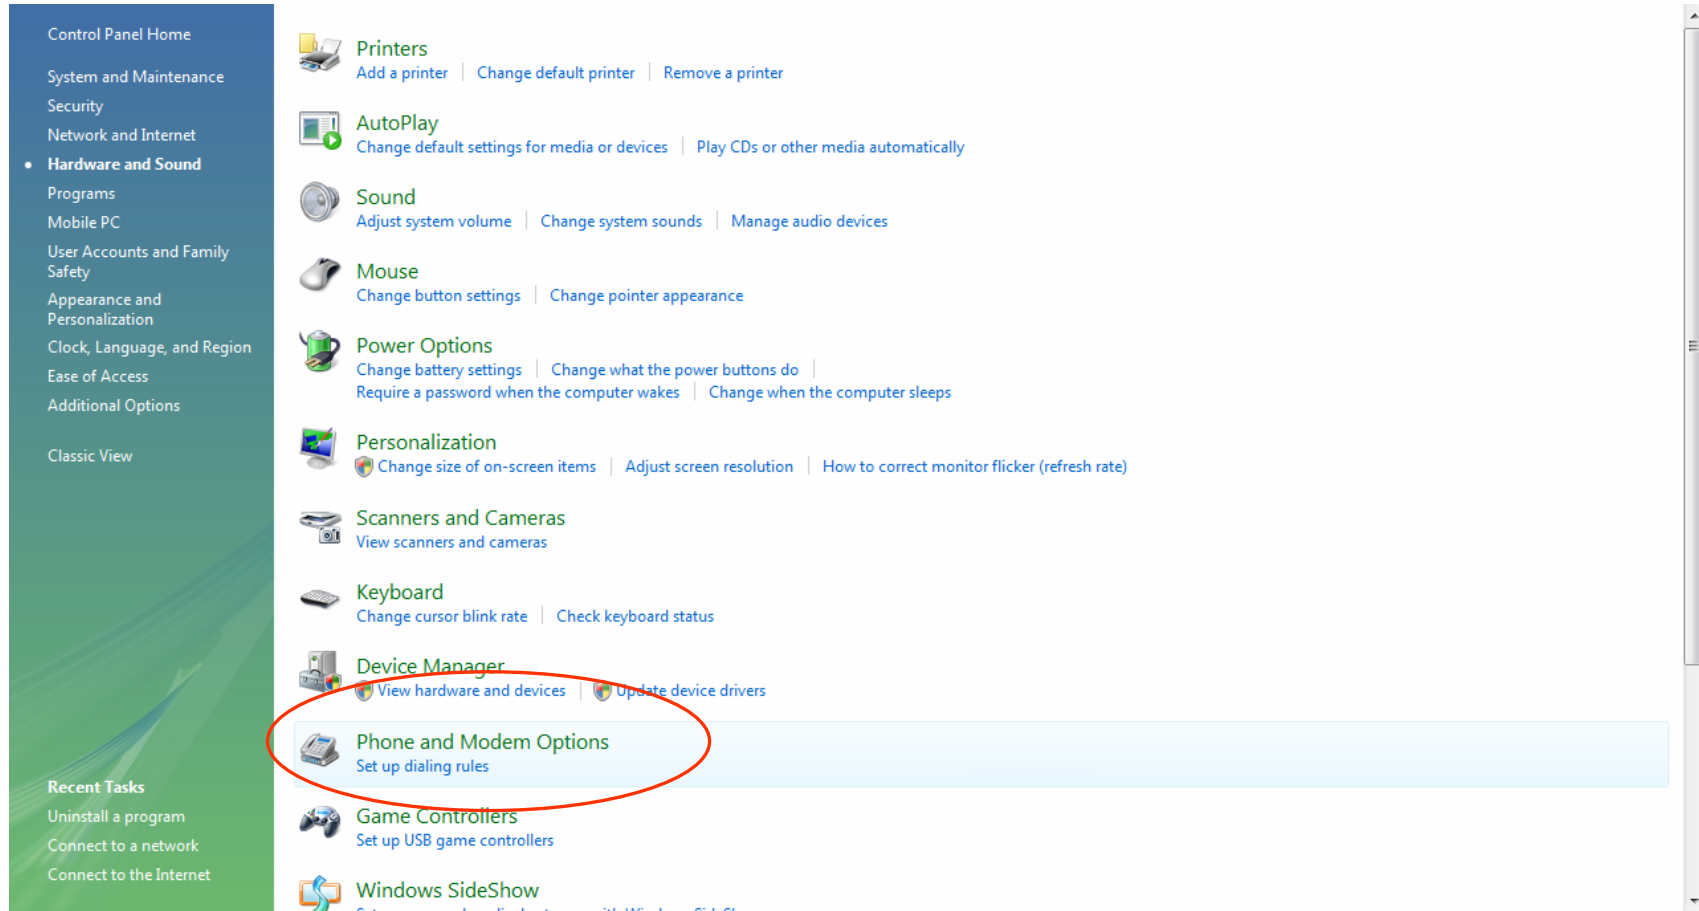 Control Panel Home
System and Maintenance
Security
Network and Internet
Hardware and Sound
Programs
Mobile PC
User Accounts and Family
Safety
Appearance and
Personalization
Clock, Language, and Region
Ease of Access
Additional Options
Classic View
Recent Tasks
Uninstall a program
Connect to a network
Connect to the Internet
Printers
Add a printer Change default printer Remove a printer
AutoPlay
Change default settings for media or devices Play CDs or other media automatically
Sound
Adjust system volume Change system sounds Manage audio devices
Mouse
Change button settings Change pointer appearance
Power Options
Change battery settings Change what the power buttons do
Require a password when the computer wakes Change when the computer sleeps
Personalization
Change size of on-screen items Adjust screen resolution How to correct monitor flicker (refresh rate)
Scanners and Cameras
View scanners and cameras
Keyboard
Change cursor blink rate Check keyboard status
Device Manager
View hardware and devices Update device drivers
Phone and Modem Options
Set up dialing rules
Game Controllers
Set up USB game controllers
Windows SideShow